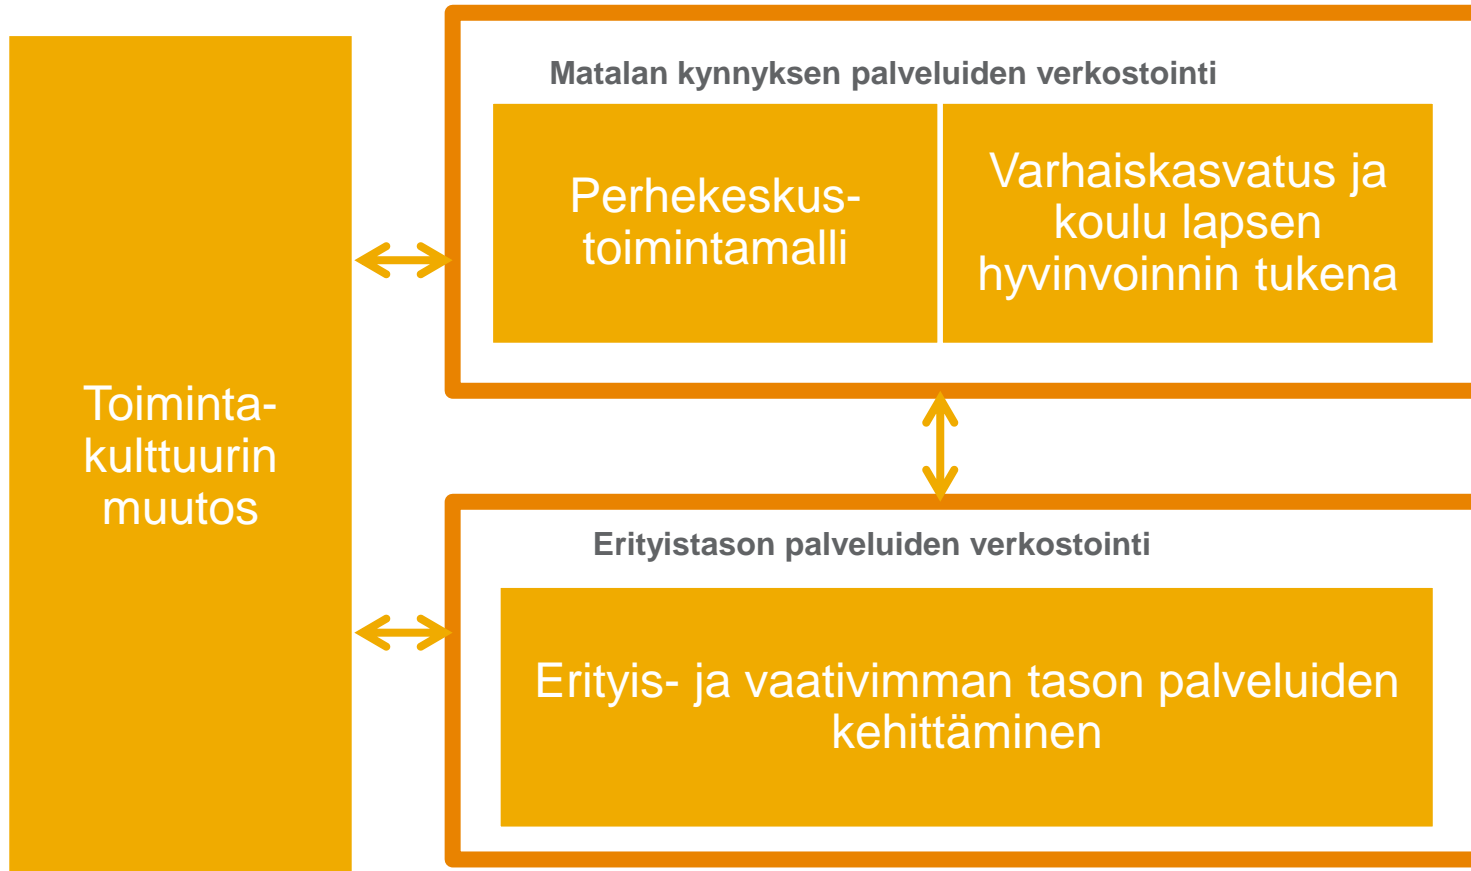 Toiminta-
kulttuurin
muutos
Matalan kynnyksen palveluiden verkostointi
Perhekeskus-
toimintamalli
Varhaiskasvatus ja
koulu lapsen
hyvinvoinnin tukena
Erityistason palveluiden verkostointi
Erityis- ja vaativimman tason palveluiden
kehittäminen